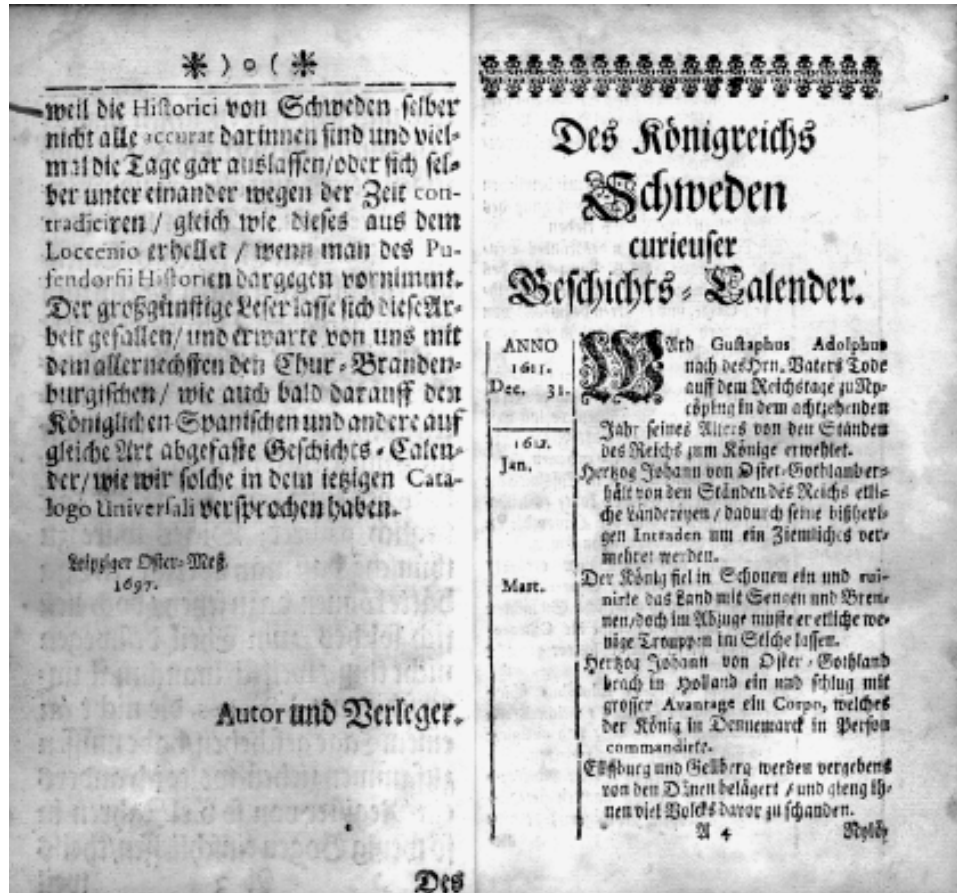 * ) o ( *
weil die Historici von Schweden selber
nicht alle accurat darinnen sind und viel-
mal die Tage gar auslassen/oder sich sel-
ber unter einander wegen der Zeit con-
tradiciren / gleich wie dieses aus dem
Loccenio erhellet / wenn man des Pu-
fendorfii Historien dargegen vornimmt.
Der großgünstige Leser lasse sich diese Ar-
beit gefallen/ und erwarte von uns mit
dem allernechsten den Chur-Branden-
burgischen/ wie auch bald darauff den
Königlichen Spanischen und andere auf
gleiche Art abgefaste Geschichts-Calen-
der/ wie wir solche in dem ietzigen Cata-
logo Universali versprochen haben.
Leipziger Oster-Meß.
1697.
Autor und Verleger.
Des
Des Königreichs
Schweden
curieuser
Geschichts-Calender.
ANNO
1611.
Dec. 31.
WArd Gustaphus Adolphus
nach des Hrn. Vaters Tode
auff dem Reichstage zu Ny-
cöping in dem achtzehenden
Jahr seines Alters von den Ständen
des Reichs zum Könige erwehlet.
1612.
Jan.
Hertzog Johann von Oster-Gothland er-
hält von den Ständen des Reichs etli-
che Ländereyen / dadurch seine bißheri-
gen Intraden um ein Ziemliches ver-
mehret werden.
Mart.
Der König fiel in Schonen ein und rui-
nirte das Land mit Sengen und Bren-
nen/doch im Abzuge muste er etliche we-
nige Trouppen im Stiche lassen.
Hertzog Johann von Oster-Gothland
brach in Holland ein und schlug mit
grosser Avantage ein Corpo, welches
der König in Dennemarck in Person
commandirte.
Elffsburg und Gellberg werden vergebens
von den Dänen belägert / und gieng ih-
nen viel Volcks davor zu schanden.
A 4
Nylöß